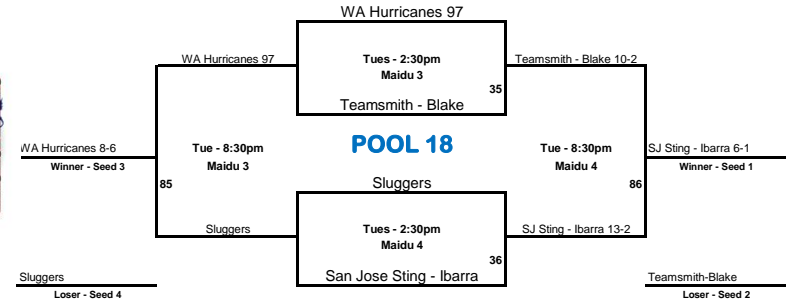 WA Hurricanes 97
WA Hurricanes 97
Tues - 2:30pm
Teamsmith - Blake 10-2
Maidu 3
35
Teamsmith - Blake
WA Hurricanes 8-6
Tue - 8:30pm
POOL 18
Tue - 8:30pm
SJ Sting - Ibarra 6-1
Winner - Seed 3
Maidu 3
Maidu 4
Winner - Seed 1
85
Sluggers
86
Sluggers
Tues - 2:30pm
SJ Sting - Ibarra 13-2
Maidu 4
36
Sluggers
San Jose Sting - Ibarra
Teamsmith-Blake
Loser - Seed 4
Loser - Seed 2